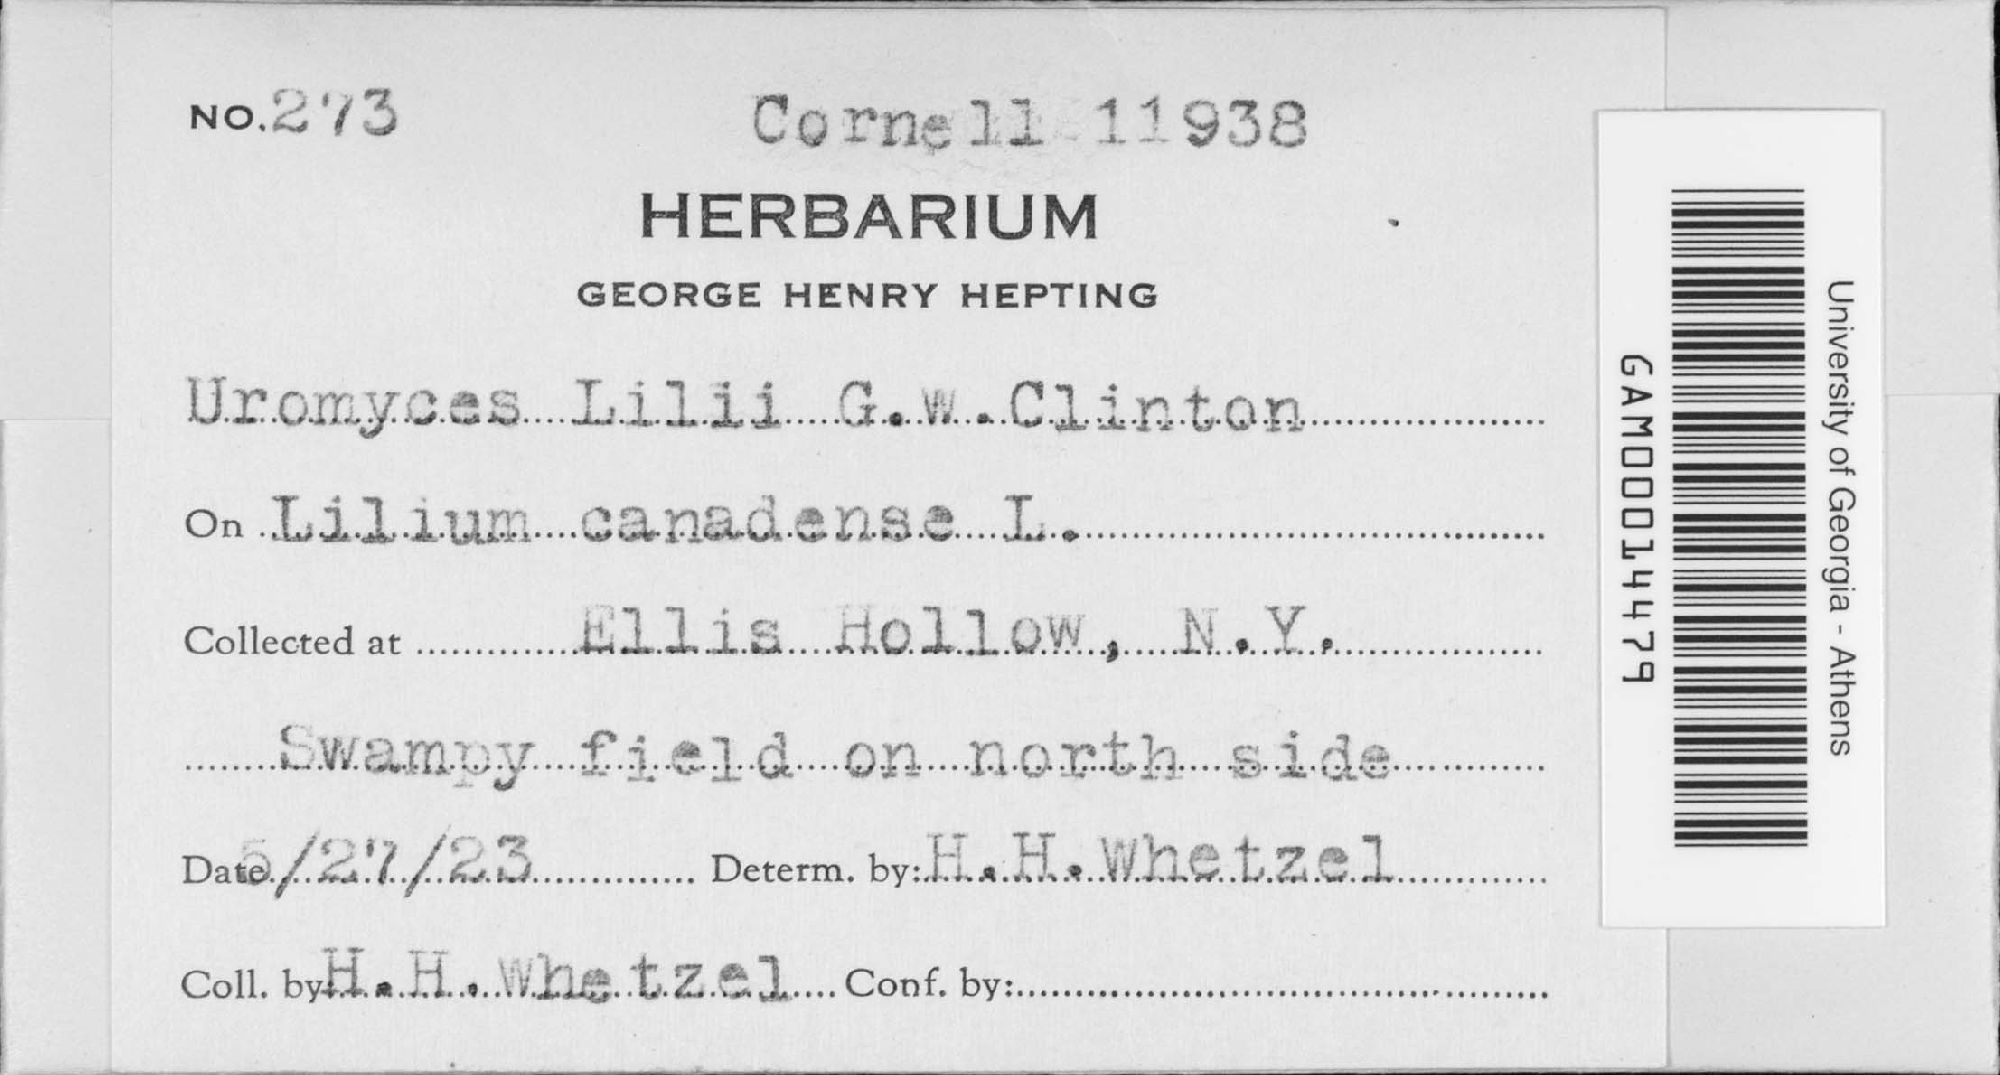 NO. 273 Cornell 11938
HERBARIUM
GEORGE HENRY HEPTING
Uromyces Lilii G.W.Clinton
On Lilium canadense L.
Collected at Ellis Hollow, N.Y.
Swampy field on north side
Date 5/27/23 Determ. by: H.H.Whetzel
Coll. by H.H.Whetzel Conf. by:
GAM00014479
University of Georgia - Athens